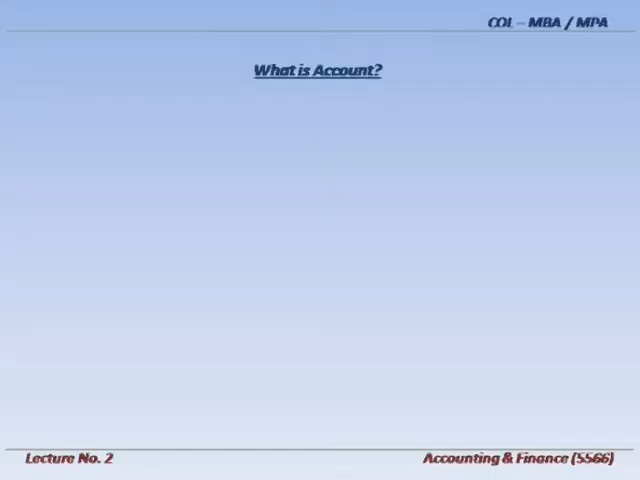 COL – MBA / MPA
What is Account?
Lecture No. 2
Accounting & Finance (5566)